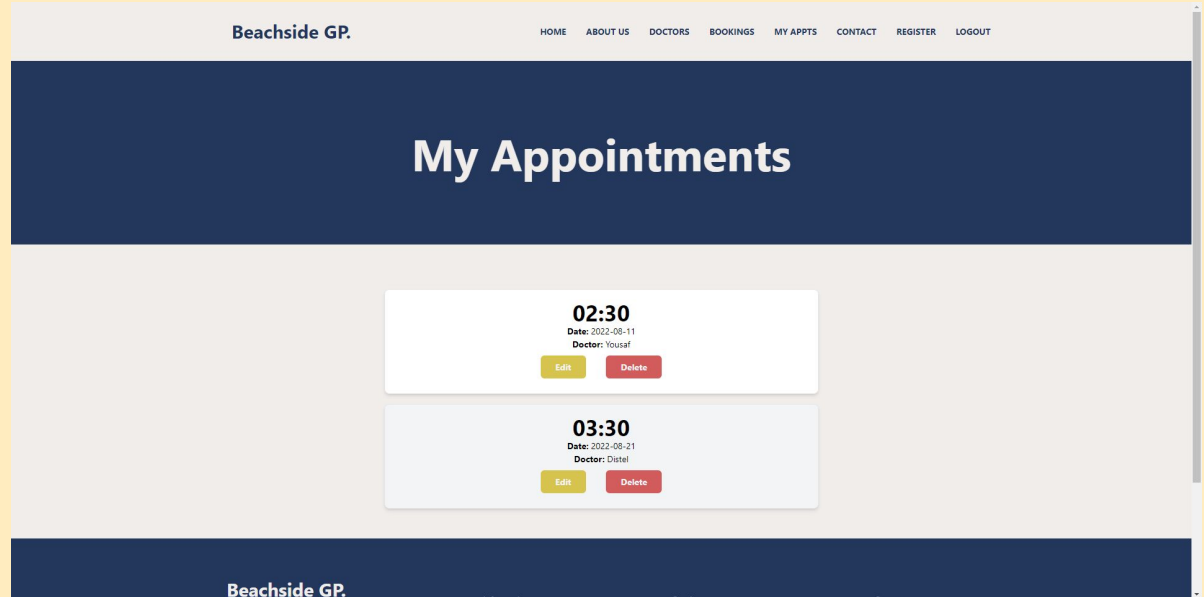 Beachside GP.
HOME ABOUT US DOCTORS BOOKINGS MY APPTS CONTACT REGISTER LOGOUT
My Appointments
02:30
Date: 2022-08-11
Doctor: Yousaf
Edit Delete
03:30
Date: 2022-08-21
Doctor: Distel
Edit Delete
Beachside GP.